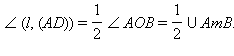 ∠ (l, (AD)) = 1/2 ∠ AOB = 1/2 ∪ AmB.